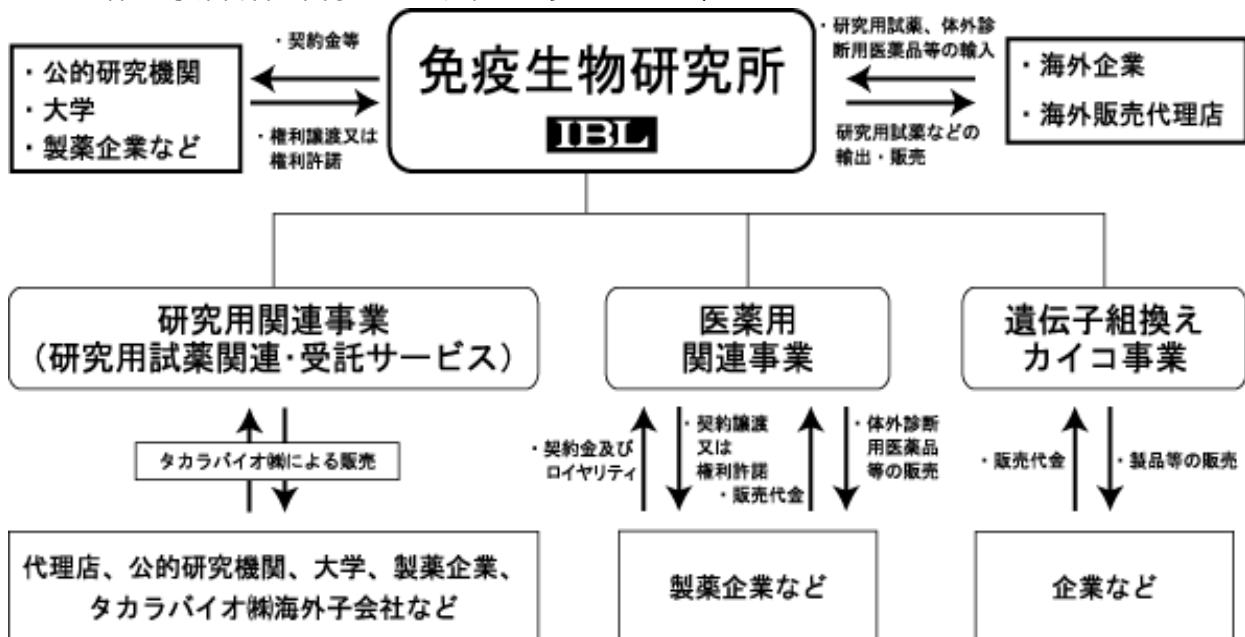 ・公的研究機関
・大学
・製薬企業など
・契約金等
・権利譲渡又は
権利許諾
免疫生物研究所
IBL
・研究用試薬、体外診
断用医薬品等の輸入
研究用試薬などの
輸出・販売
・海外企業
・海外販売代理店
研究用関連事業
（研究用試薬関連・受託サービス）
医薬用
関連事業
遺伝子組換え
カイコ事業
タカラバイオ㈱による販売
・契約金及び
ロイヤリティ
・契約譲渡
又は
権利許諾
・販売代金
・体外診断
用医薬品
等の販売
・販売代金
・製品等の販売
代理店、公的研究機関、大学、製薬企業、
タカラバイオ㈱海外子会社など
製薬企業など
企業など